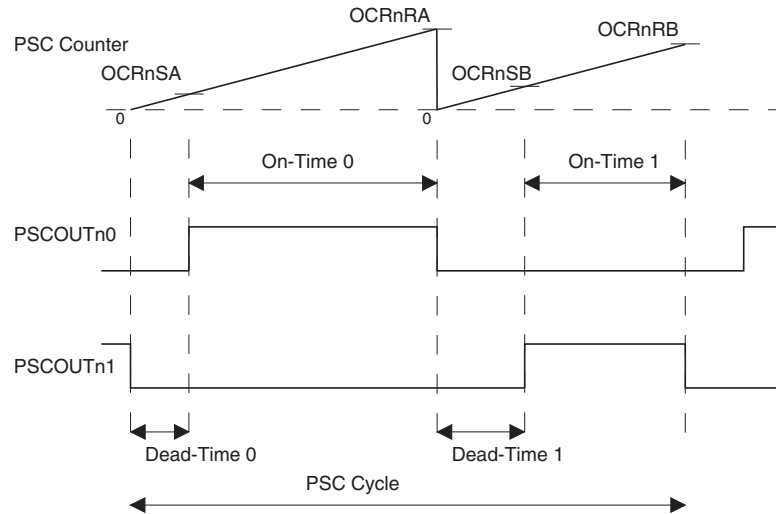 OCRnRA
OCRnRB
PSC Counter
OCRnSA
OCRnSB
0
0
On-Time 0
On-Time 1
PSCOUTn0
PSCOUTn1
Dead-Time 0
Dead-Time 1
PSC Cycle